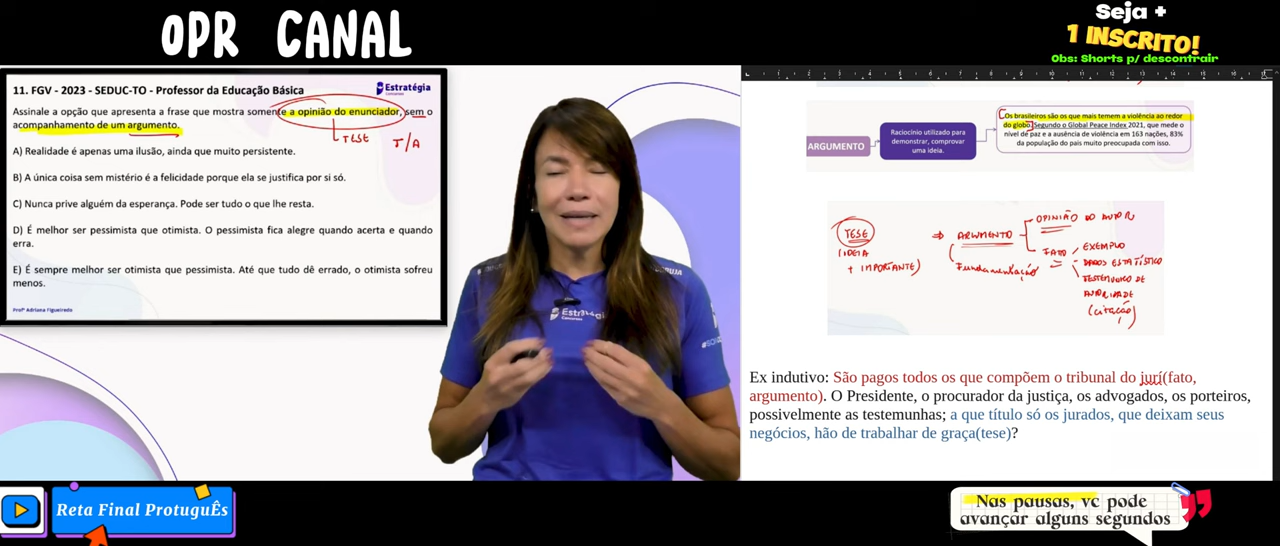 OPR CANAL
Seja +
1 INSCRITO!
Obs: Shorts p/ descontrair
11. FGV - 2023 - SEDUC-TO - Professor da Educação Básica
Estratégia
Concursos
Assinale a opção que apresenta a frase que mostra somente a opinião do enunciador, sem o
acompanhamento de um argumento.
TESE
T/A
A) Realidade é apenas uma ilusão, ainda que muito persistente.
B) A única coisa sem mistério é a felicidade porque ela se justifica por si só.
C) Nunca prive alguém da esperança. Pode ser tudo o que lhe resta.
D) É melhor ser pessimista que otimista. O pessimista fica alegre quando acerta e quando
erra.
E) É sempre melhor ser otimista que pessimista. Até que tudo dê errado, o otimista sofreu
menos.
Profª Adriana Figueiredo
Estratégia
Concursos
ARGUMENTO
Raciocínio utilizado para
demonstrar, comprovar
uma ideia.
Os brasileiros são os que mais temem a violência ao redor
do globo. Segundo o Global Peace Index 2021, que mede o
nível de paz e a ausência de violência em 163 nações, 83%
da população do país muito preocupada com isso.
TESE
(IDEIA
+ IMPORTANTE)
⇒ ARGUMENTO
Fundamentação
OPINIÃO DO AUTOR
FATO
EXEMPLO
DADOS ESTATÍSTICO
TESTEMUNHO DE
AUTORIDADE
(citação)
Ex indutivo: São pagos todos os que compõem o tribunal do jurí(fato,
argumento). O Presidente, o procurador da justiça, os advogados, os porteiros,
possivelmente as testemunhas; a que título só os jurados, que deixam seus
negócios, hão de trabalhar de graça(tese)?
Reta Final ProtuguÊs
Nas pausas, vc pode
avançar alguns segundos